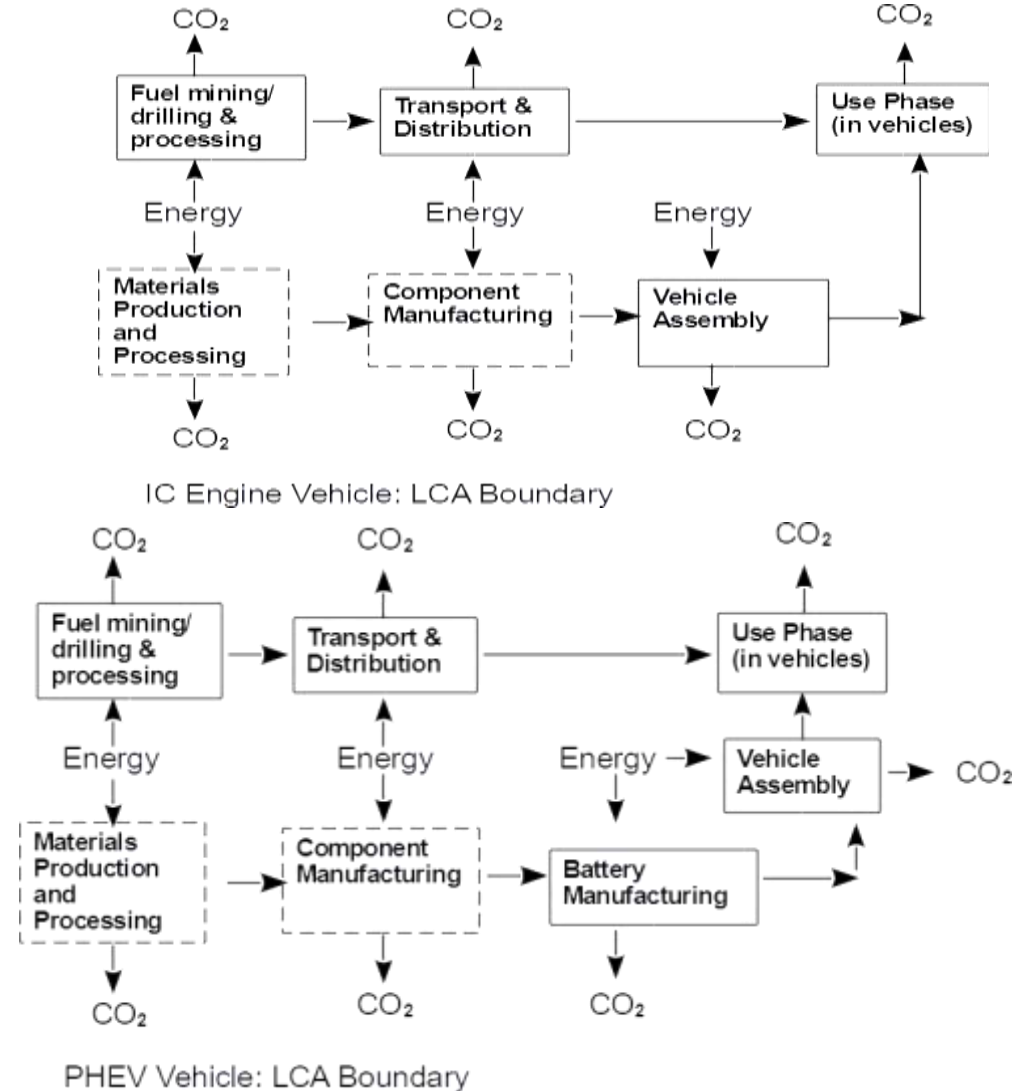 CO₂
CO₂
CO₂
Fuel mining/
drilling &
processing
Transport &
Distribution
Use Phase
(in vehicles)
Energy
Energy
Energy
Materials
Production
and
Processing
Component
Manufacturing
Vehicle
Assembly
CO₂
CO₂
CO₂
IC Engine Vehicle: LCA Boundary
CO₂
CO₂
CO₂
Fuel mining/
drilling &
processing
Transport &
Distribution
Use Phase
(in vehicles)
Energy
Energy
Energy
Vehicle
Assembly
CO₂
Materials
Production
and
Processing
Component
Manufacturing
Battery
Manufacturing
CO₂
CO₂
CO₂
PHEV Vehicle: LCA Boundary